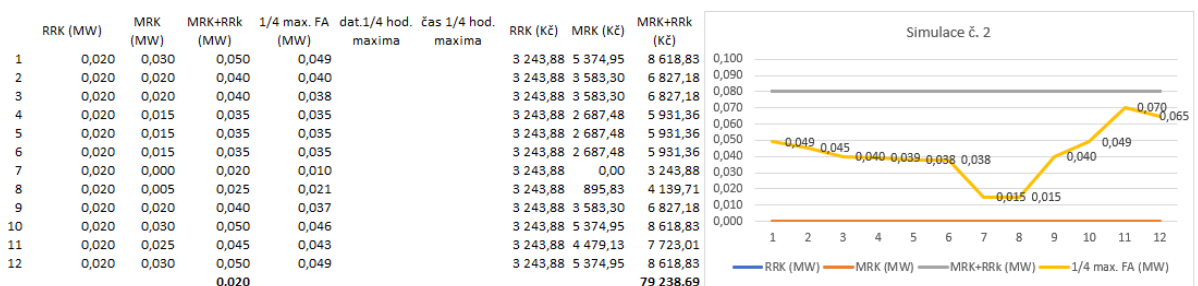 RRK (MW) MRK (MW) MRK+RRk (MW) 1/4 max. FA (MW) dat.1/4 hod. maxima čas 1/4 hod. maxima RRK (Kč) MRK (Kč) MRK+RRk (Kč)
1 0,020 0,030 0,050 0,049 3 243,88 5 374,95 8 618,83
2 0,020 0,020 0,040 0,040 3 243,88 3 583,30 6 827,18
3 0,020 0,020 0,040 0,038 3 243,88 3 583,30 6 827,18
4 0,020 0,015 0,035 0,035 3 243,88 2 687,48 5 931,36
5 0,020 0,015 0,035 0,035 3 243,88 2 687,48 5 931,36
6 0,020 0,015 0,035 0,035 3 243,88 2 687,48 5 931,36
7 0,020 0,000 0,020 0,010 3 243,88 0,00 3 243,88
8 0,020 0,005 0,025 0,021 3 243,88 895,83 4 139,71
9 0,020 0,020 0,040 0,037 3 243,88 3 583,30 6 827,18
10 0,020 0,030 0,050 0,046 3 243,88 5 374,95 8 618,83
11 0,020 0,025 0,045 0,043 3 243,88 4 479,13 7 723,01
12 0,020 0,030 0,050 0,049 3 243,88 5 374,95 8 618,83
0,020 79 238,69
Simulace č. 2
0,100
0,090
0,080
0,070
0,060
0,050
0,040
0,030
0,020
0,010
0,000
0,049 0,045 0,040 0,039 0,038 0,038 0,015 0,015 0,040 0,049 0,070 0,065
1 2 3 4 5 6 7 8 9 10 11 12
RRK (MW) MRK (MW) MRK+RRk (MW) 1/4 max. FA (MW)